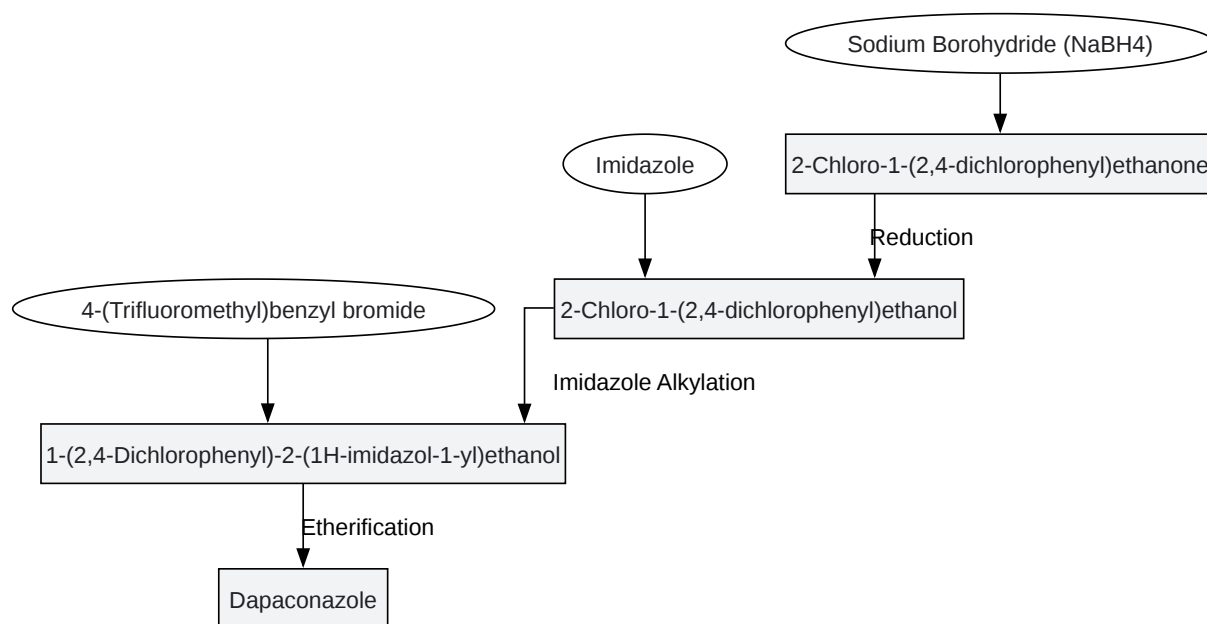 Sodium Borohydride (NaBH4)
Imidazole
2-Chloro-1-(2,4-dichlorophenyl)ethanone
Reduction
4-(Trifluoromethyl)benzyl bromide
2-Chloro-1-(2,4-dichlorophenyl)ethanol
Imidazole Alkylation
1-(2,4-Dichlorophenyl)-2-(1H-imidazol-1-yl)ethanol
Etherification
Dapaconazole